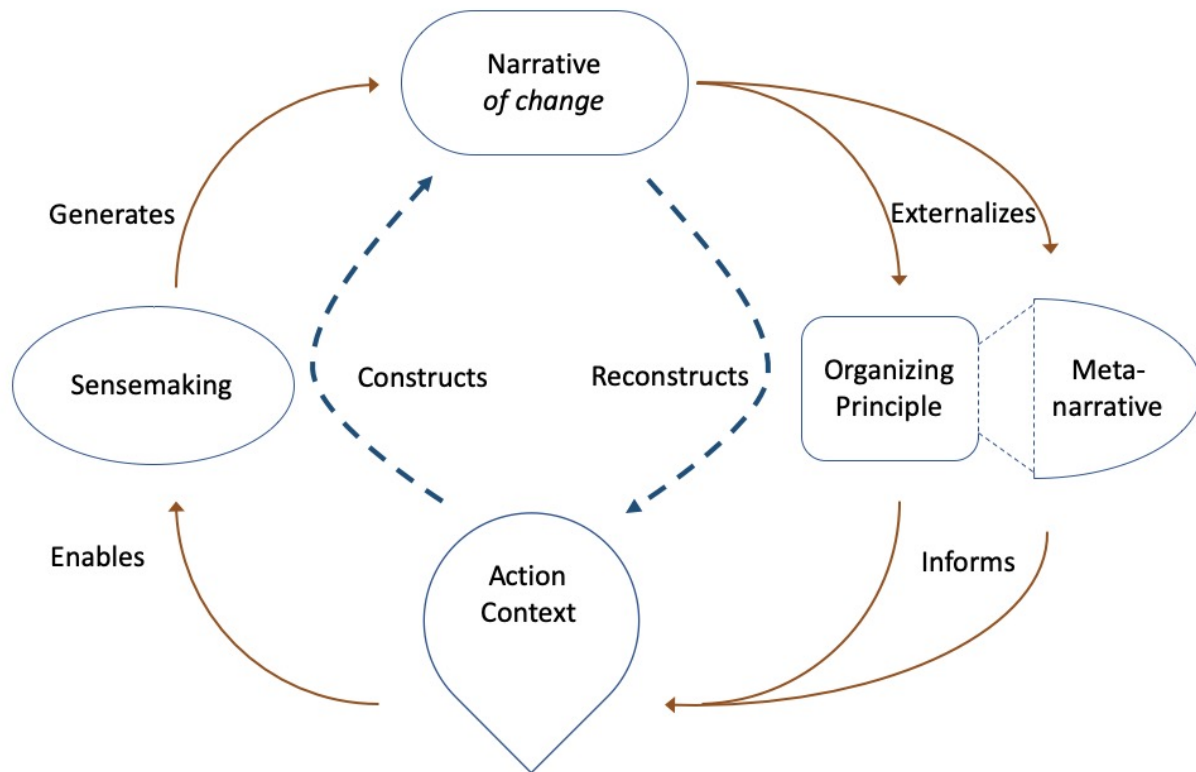 Narrative
of change
Generates
Externalizes
Sensemaking
Constructs
Reconstructs
Organizing
Principle
Meta-
narrative
Enables
Informs
Action
Context